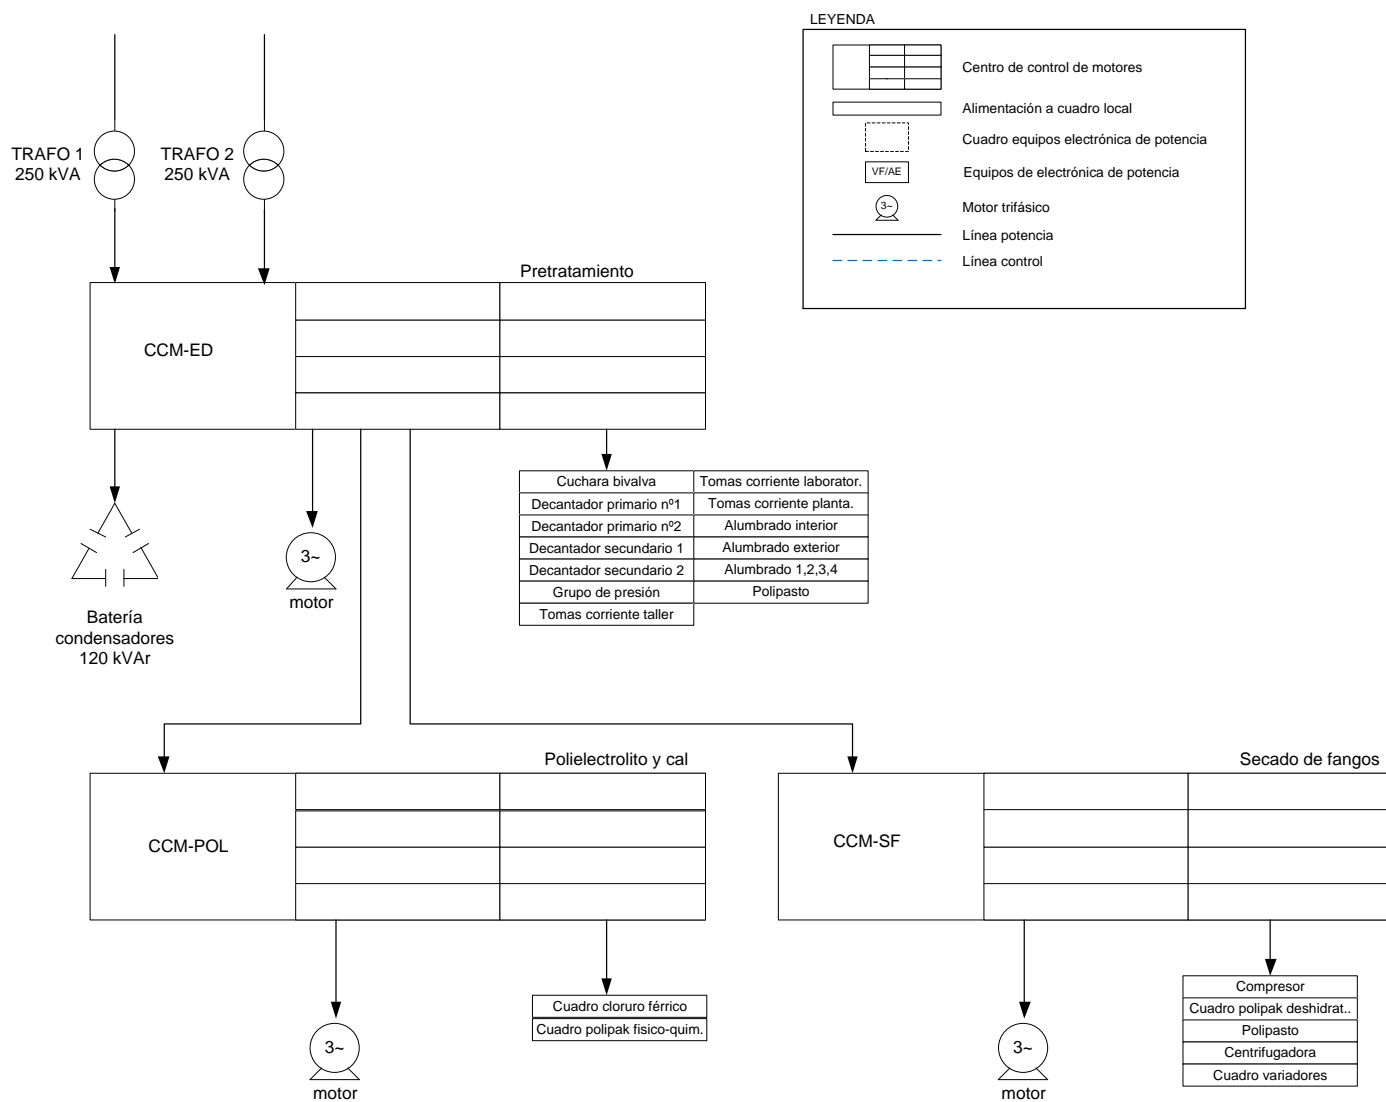 LEYENDA
Centro de control de motores
Alimentación a cuadro local
Cuadro equipos electrónica de potencia
VF/AE
Equipos de electrónica de potencia
3~
Motor trifásico
Línea potencia
Línea control
TRAFO 1
250 kVA
TRAFO 2
250 kVA
Pretratamiento
CCM-ED
Cuchara bivalva
Tomas corriente laborator.
Decantador primario nº1
Tomas corriente planta.
Decantador primario nº2
Alumbrado interior
Decantador secundario 1
Alumbrado exterior
Decantador secundario 2
Alumbrado 1,2,3,4
Grupo de presión
Polipasto
Tomas corriente taller
3~
motor
Batería
condensadores
120 kVAr
Polielectrolito y cal
CCM-POL
Secado de fangos
CCM-SF
Cuadro cloruro férrico
Cuadro polipak fisico-quim.
3~
motor
Compresor
Cuadro polipak deshidrat..
Polipasto
Centrifugadora
Cuadro variadores
3~
motor